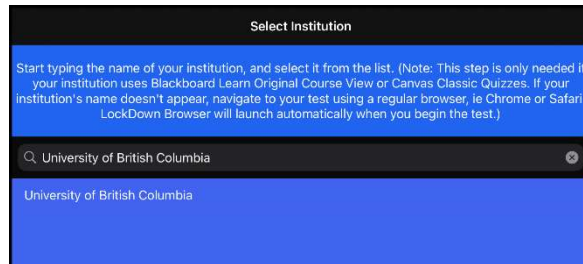 Select Institution
Start typing the name of your institution, and select it from the list. (Note: This step is only needed if
your institution uses Blackboard Learn Original Course View or Canvas Classic Quizzes. If your
institution's name doesn't appear, navigate to your test using a regular browser, ie Chrome or Safari.
LockDown Browser will launch automatically when you begin the test.)
University of British Columbia
University of British Columbia